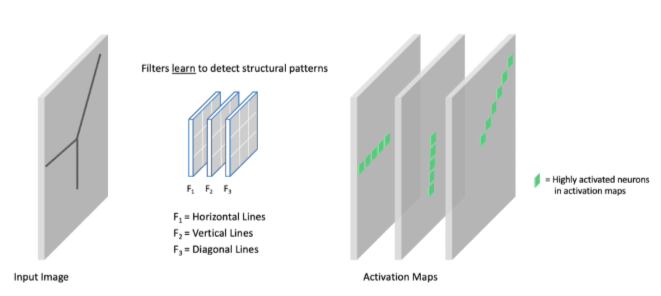 Filters learn to detect structural patterns
F₁ F₂ F₃
F₁ = Horizontal Lines
F₂ = Vertical Lines
F₃ = Diagonal Lines
= Highly activated neurons
in activation maps
Input Image
Activation Maps